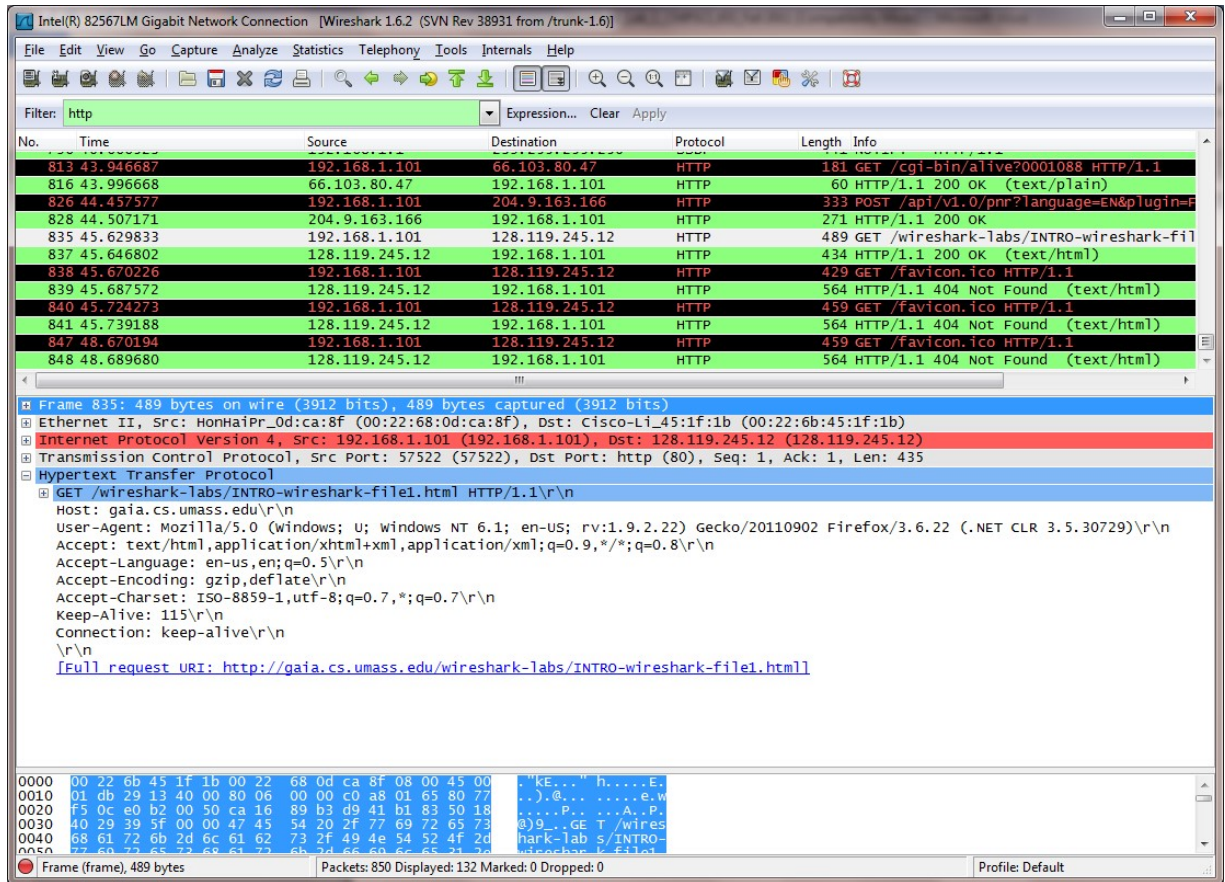 Intel(R) 82567LM Gigabit Network Connection [Wireshark 1.6.2 (SVN Rev 38931 from /trunk-1.6)]
File Edit View Go Capture Analyze Statistics Telephony Tools Internals Help
Filter: http Expression... Clear Apply
No. Time Source Destination Protocol Length Info
813 43.946687 192.168.1.101 66.103.80.47 HTTP 181 GET /cgi-bin/alive?0001088 HTTP/1.1
816 43.996668 66.103.80.47 192.168.1.101 HTTP 60 HTTP/1.1 200 OK (text/plain)
826 44.457577 192.168.1.101 204.9.163.166 HTTP 333 POST /api/v1.0/pnr?language=EN&plugin=F
828 44.507171 204.9.163.166 192.168.1.101 HTTP 271 HTTP/1.1 200 OK
835 45.629833 192.168.1.101 128.119.245.12 HTTP 489 GET /wireshark-labs/INTRO-wireshark-fil
837 45.646802 128.119.245.12 192.168.1.101 HTTP 434 HTTP/1.1 200 OK (text/html)
838 45.670226 192.168.1.101 128.119.245.12 HTTP 429 GET /favicon.ico HTTP/1.1
839 45.687572 128.119.245.12 192.168.1.101 HTTP 564 HTTP/1.1 404 Not Found (text/html)
840 45.724273 192.168.1.101 128.119.245.12 HTTP 459 GET /favicon.ico HTTP/1.1
841 45.739188 128.119.245.12 192.168.1.101 HTTP 564 HTTP/1.1 404 Not Found (text/html)
847 48.670194 192.168.1.101 128.119.245.12 HTTP 459 GET /favicon.ico HTTP/1.1
848 48.689680 128.119.245.12 192.168.1.101 HTTP 564 HTTP/1.1 404 Not Found (text/html)
Frame 835: 489 bytes on wire (3912 bits), 489 bytes captured (3912 bits)
Ethernet II, Src: HonHaiPr_0d:ca:8f (00:22:68:0d:ca:8f), Dst: Cisco-Li_45:1f:1b (00:22:6b:45:1f:1b)
Internet Protocol Version 4, Src: 192.168.1.101 (192.168.1.101), Dst: 128.119.245.12 (128.119.245.12)
Transmission Control Protocol, Src Port: 57522 (57522), Dst Port: http (80), Seq: 1, Ack: 1, Len: 435
Hypertext Transfer Protocol
GET /wireshark-labs/INTRO-wireshark-file1.html HTTP/1.1\r\n
Host: gaia.cs.umass.edu\r\n
User-Agent: Mozilla/5.0 (Windows; U; Windows NT 6.1; en-US; rv:1.9.2.22) Gecko/20110902 Firefox/3.6.22 (.NET CLR 3.5.30729)\r\n
Accept: text/html,application/xhtml+xml,application/xml;q=0.9,*/*;q=0.8\r\n
Accept-Language: en-us,en;q=0.5\r\n
Accept-Encoding: gzip,deflate\r\n
Accept-Charset: ISO-8859-1,utf-8;q=0.7,*;q=0.7\r\n
Keep-Alive: 115\r\n
Connection: keep-alive\r\n
\r\n
[Full request URI: http://gaia.cs.umass.edu/wireshark-labs/INTRO-wireshark-file1.html]
0000 00 22 6b 45 1f 1b 00 22 68 0d ca 8f 08 00 45 00 ."kE..." h.....E.
0010 01 db 29 13 40 00 80 06 00 00 c0 a8 01 65 80 77 ..).@... .....e.w
0020 f5 0c e0 b2 00 50 ca 16 89 b3 d9 41 b1 83 50 18 .....P.. ...A..P.
0030 40 29 39 5f 00 00 47 45 54 20 2f 77 69 72 65 73 @)9_..GE T /wires
0040 68 61 72 6b 2d 6c 61 62 73 2f 49 4e 54 52 4f 2d hark-lab s/INTRO-
0050 77 69 72 65 73 68 61 72 6b 2d 66 69 6c 65 31 2e wireshar k-file1.
Frame (frame), 489 bytes Packets: 850 Displayed: 132 Marked: 0 Dropped: 0 Profile: Default